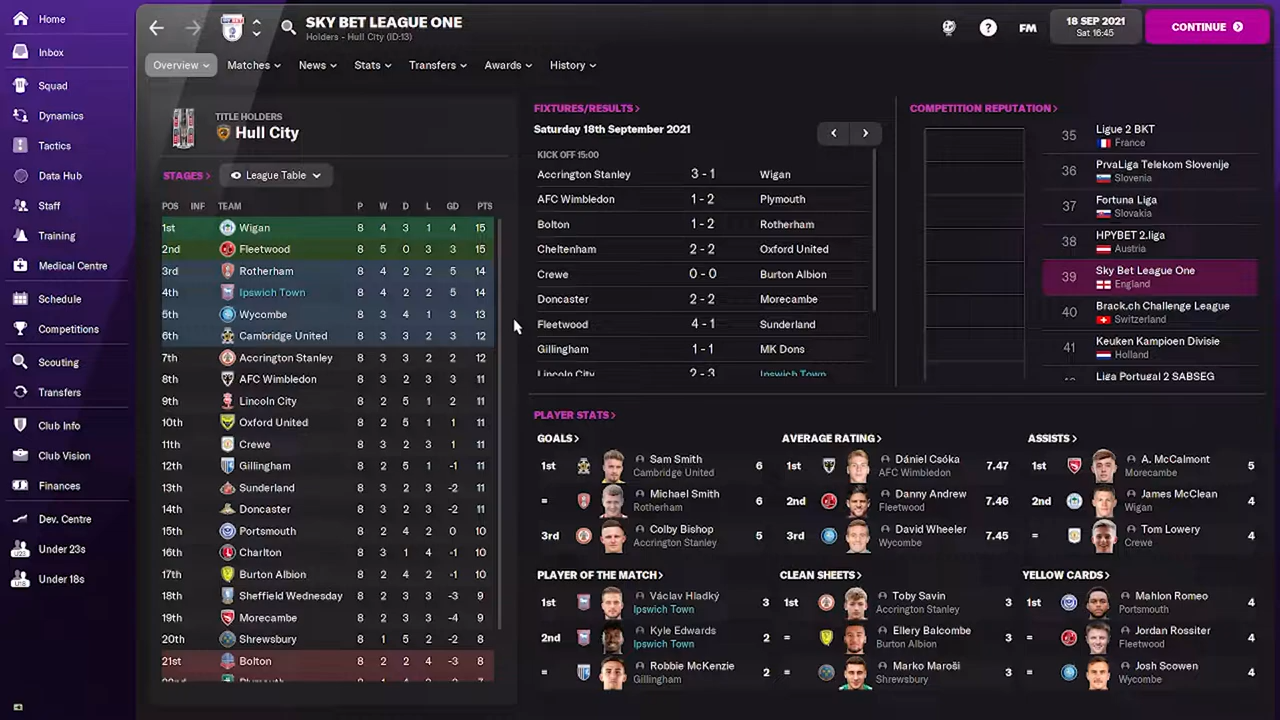 Home
Inbox
Squad
Dynamics
Tactics
Data Hub
Staff
Training
Medical Centre
Schedule
Competitions
Scouting
Transfers
Club Info
Club Vision
Finances
Dev. Centre
Under 23s
Under 18s
SKY BET LEAGUE ONE
Holders - Hull City (ID:13)
FM
18 SEP 2021
Sat 16:45
CONTINUE
Overview
Matches
News
Stats
Transfers
Awards
History
TITLE HOLDERS
Hull City
STAGES >
League Table
POS INF TEAM P W D L GD PTS
1st Wigan 8 4 3 1 4 15
2nd Fleetwood 8 5 0 3 3 15
3rd Rotherham 8 4 2 2 5 14
4th Ipswich Town 8 4 2 2 5 14
5th Wycombe 8 3 4 1 3 13
6th Cambridge United 8 3 3 2 3 12
7th Accrington Stanley 8 3 3 2 2 12
8th AFC Wimbledon 8 3 2 3 3 11
9th Lincoln City 8 2 5 1 2 11
10th Oxford United 8 2 5 1 1 11
11th Crewe 8 3 2 3 1 11
12th Gillingham 8 2 5 1 -1 11
13th Sunderland 8 3 2 3 -2 11
14th Doncaster 8 3 2 3 -2 11
15th Portsmouth 8 2 4 2 0 10
16th Charlton 8 3 1 4 -1 10
17th Burton Albion 8 2 4 2 -1 10
18th Sheffield Wednesday 8 2 3 3 -3 9
19th Morecambe 8 2 3 3 -4 9
20th Shrewsbury 8 1 5 2 -2 8
21st Bolton 8 2 2 4 -3 8
FIXTURES/RESULTS >
Saturday 18th September 2021
KICK OFF 15:00
Accrington Stanley 3 - 1 Wigan
AFC Wimbledon 1 - 2 Plymouth
Bolton 1 - 2 Rotherham
Cheltenham 2 - 2 Oxford United
Crewe 0 - 0 Burton Albion
Doncaster 2 - 2 Morecambe
Fleetwood 4 - 1 Sunderland
Gillingham 1 - 1 MK Dons
Lincoln City 2 - 3 Ipswich Town
COMPETITION REPUTATION >
35 Ligue 2 BKT
France
36 PrvaLiga Telekom Slovenije
Slovenia
37 Fortuna Liga
Slovakia
38 HPYBET 2.liga
Austria
39 Sky Bet League One
England
40 Brack.ch Challenge League
Switzerland
41 Keuken Kampioen Divisie
Holland
Liga Portugal 2 SABSEG
PLAYER STATS >
GOALS >
1st Sam Smith 6
Cambridge United
= Michael Smith 6
Rotherham
3rd Colby Bishop 5
Accrington Stanley
AVERAGE RATING >
1st Dániel Csóka 7.47
AFC Wimbledon
2nd Danny Andrew 7.46
Fleetwood
3rd David Wheeler 7.45
Wycombe
ASSISTS >
1st A. McCalmont 5
Morecambe
2nd James McClean 4
Wigan
= Tom Lowery 4
Crewe
PLAYER OF THE MATCH >
1st Václav Hladký 3
Ipswich Town
2nd Kyle Edwards 2
Ipswich Town
= Robbie McKenzie 2
Gillingham
CLEAN SHEETS >
1st Toby Savin 3
Accrington Stanley
= Ellery Balcombe 3
Burton Albion
= Marko Maroši 3
Shrewsbury
YELLOW CARDS >
1st Mahlon Romeo 4
Portsmouth
= Jordan Rossiter 4
Fleetwood
= Josh Scowen 4
Wycombe